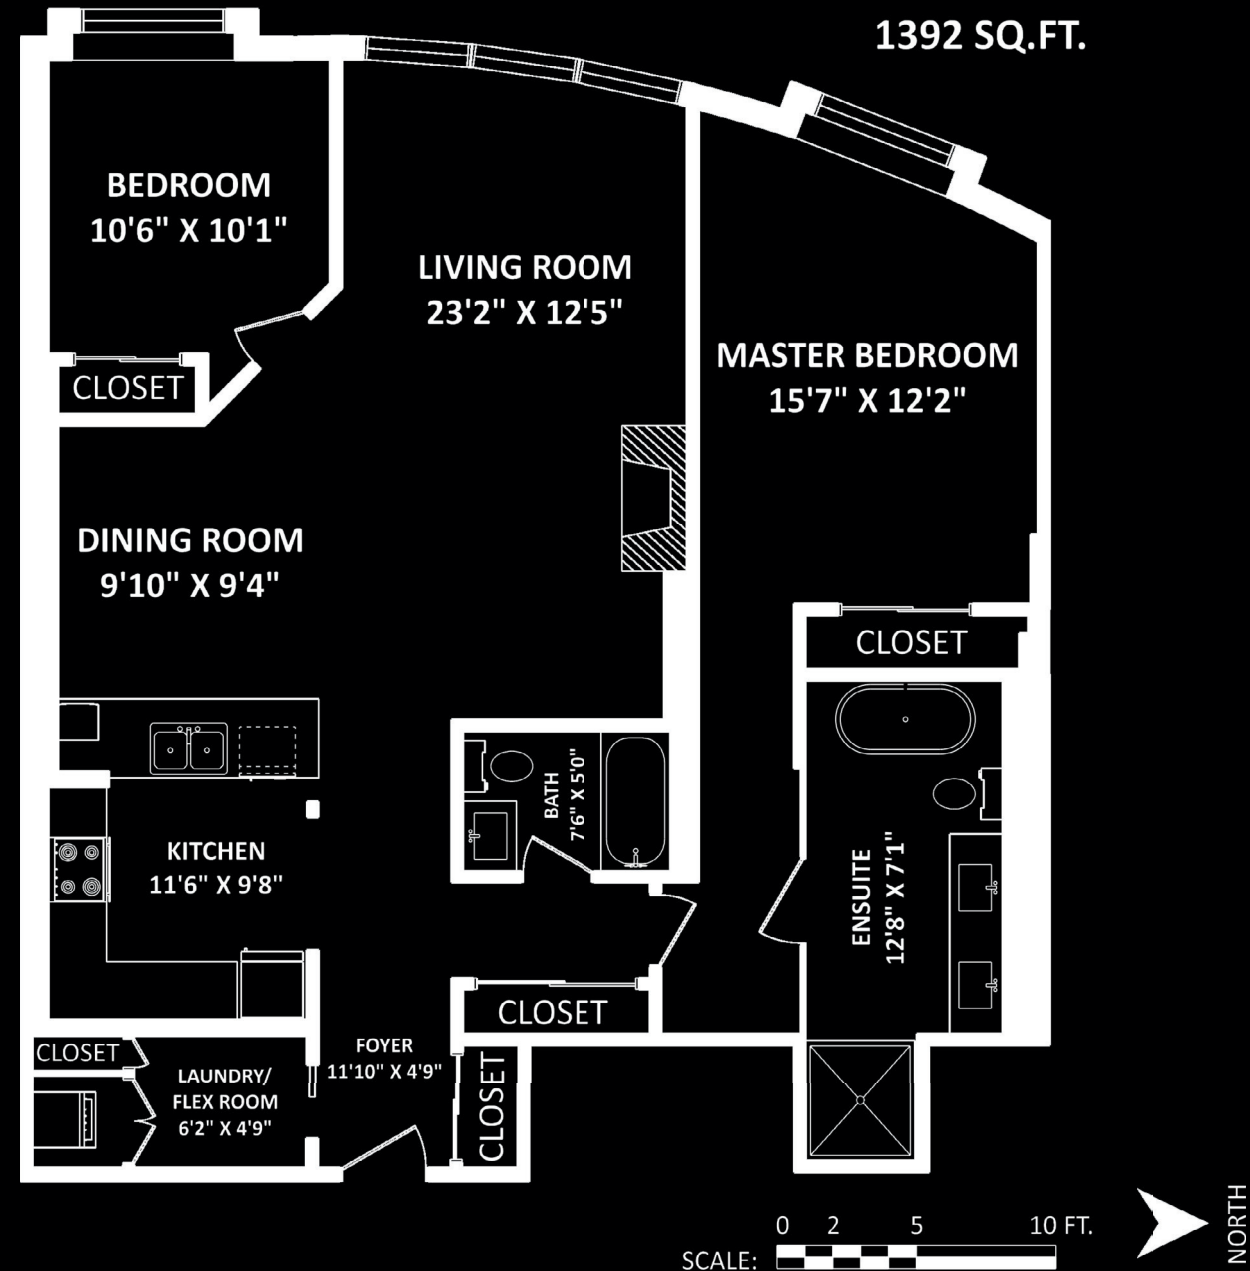 1392 SQ.FT.
BEDROOM
10'6" X 10'1"
LIVING ROOM
23'2" X 12'5"
MASTER BEDROOM
15'7" X 12'2"
CLOSET
DINING ROOM
9'10" X 9'4"
CLOSET
BATH
7'6" X 5'0"
KITCHEN
11'6" X 9'8"
ENSUITE
12'8" X 7'1"
CLOSET
CLOSET
FOYER
11'10" X 4'9"
CLOSET
LAUNDRY/
FLEX ROOM
6'2" X 4'9"
0 2 5 10 FT.
SCALE:
NORTH